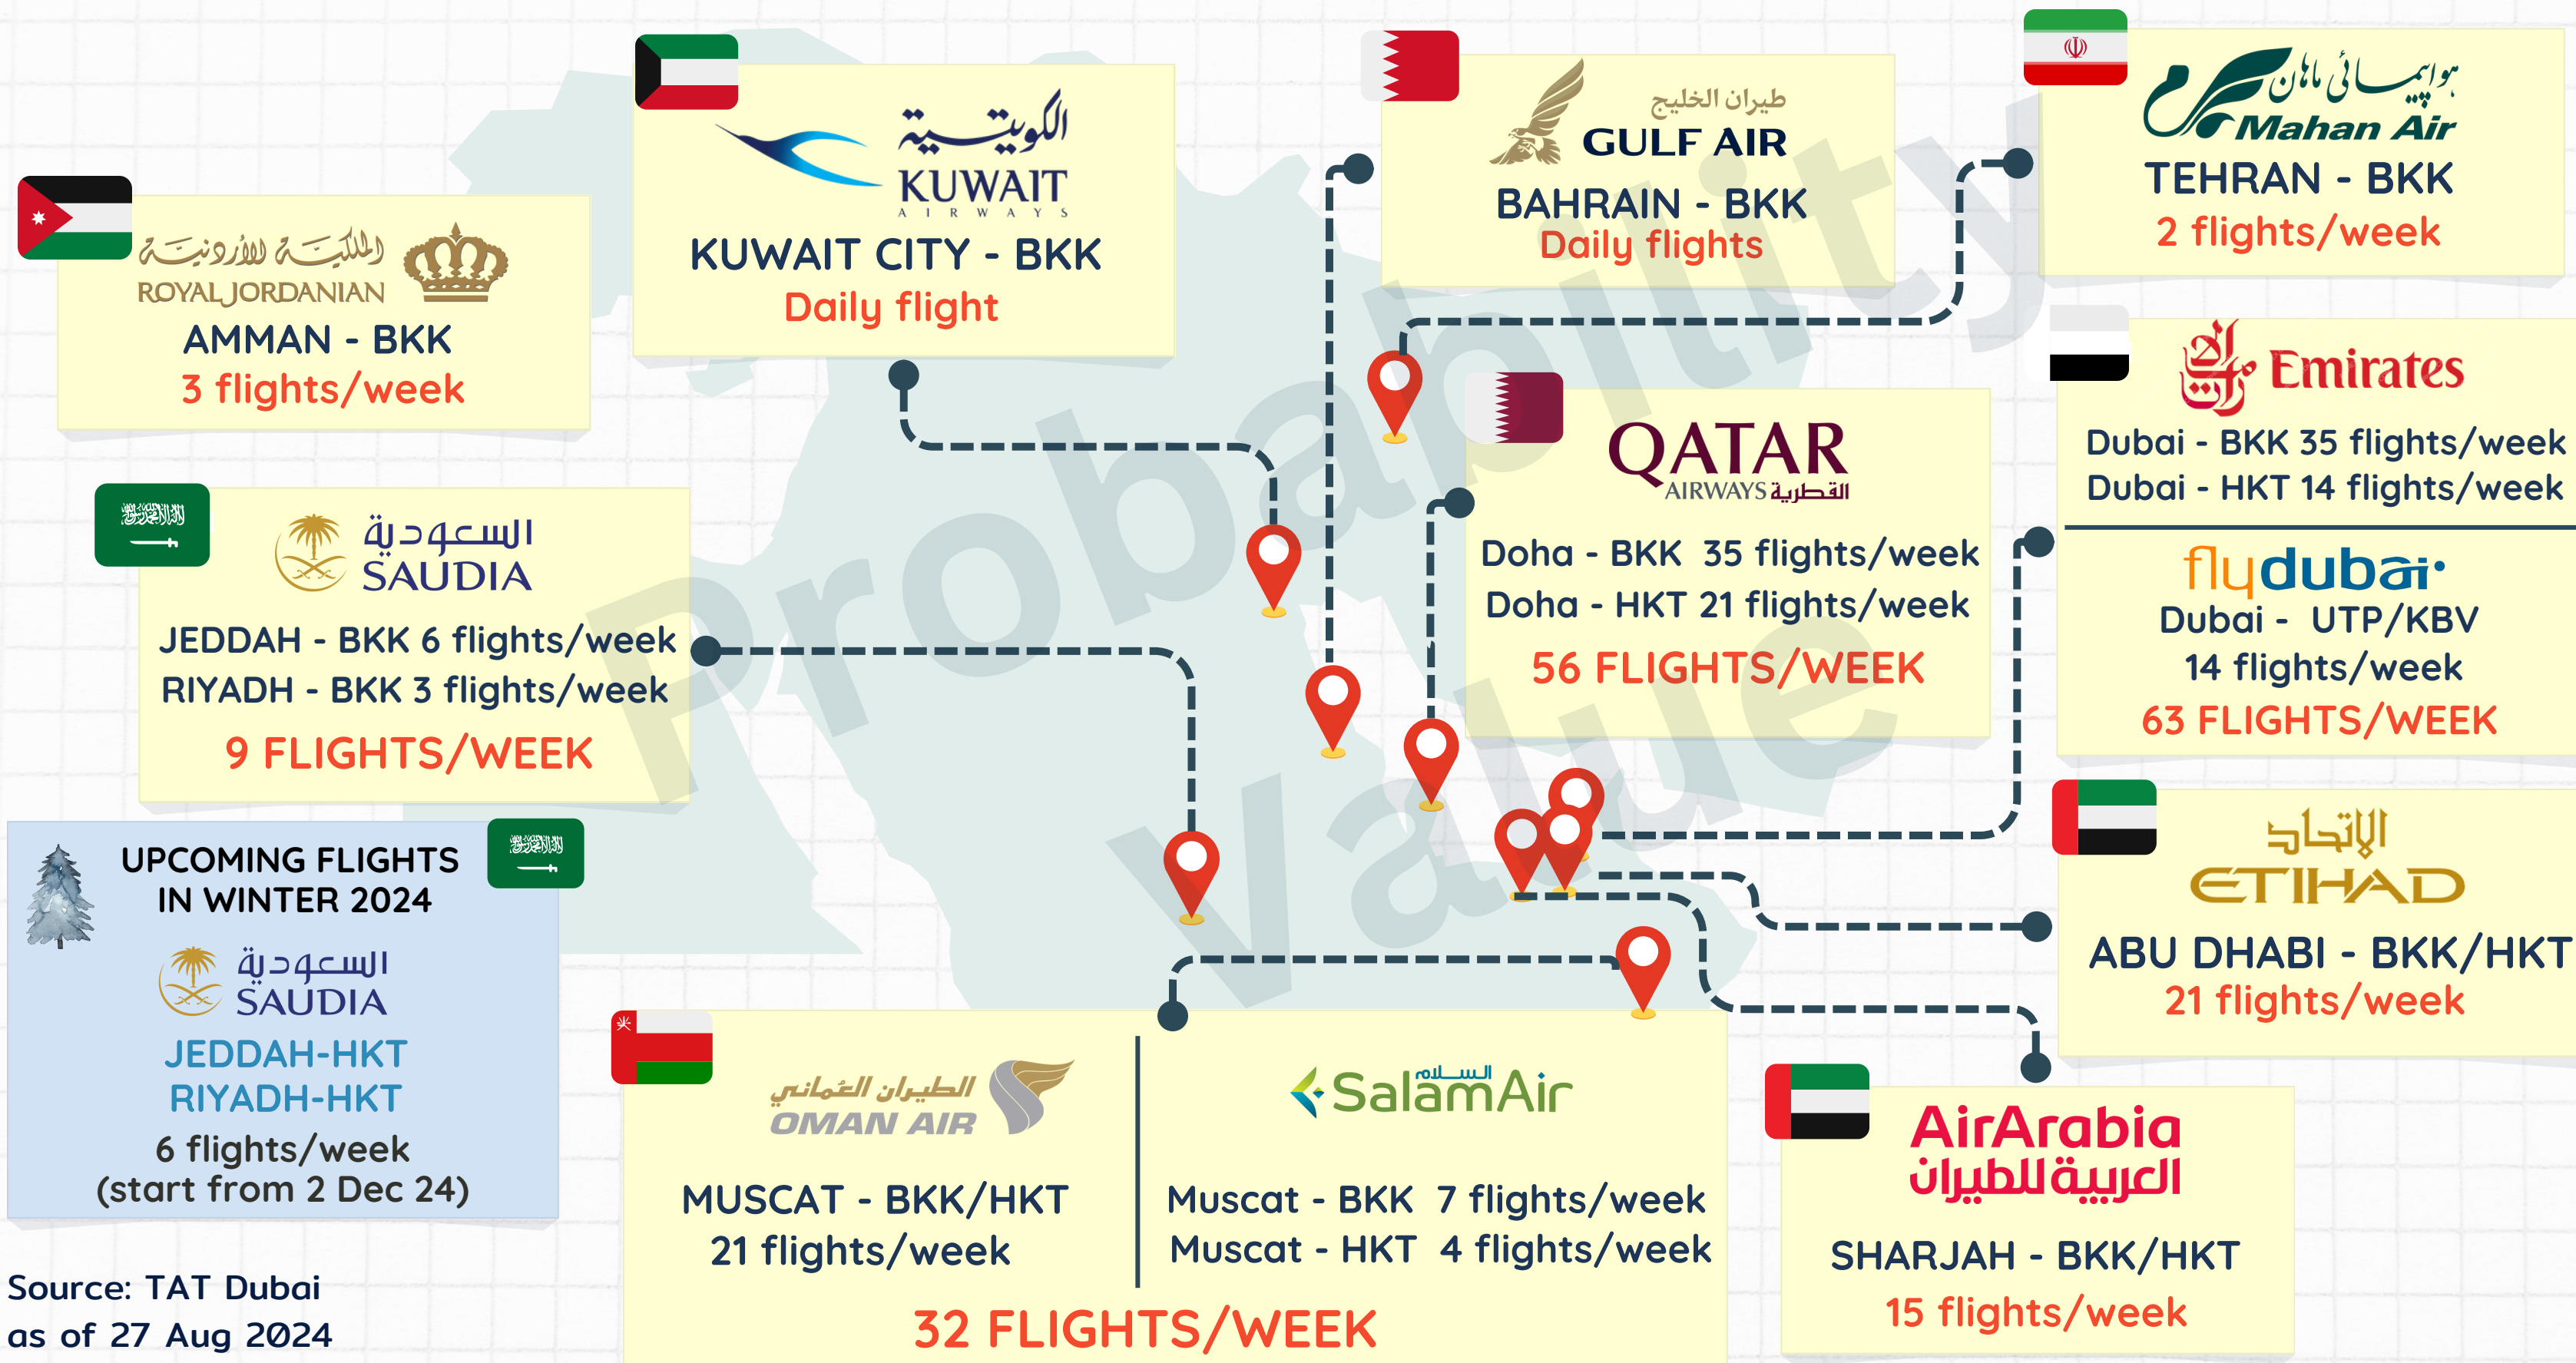 الملكيّة الأردنيّة
ROYAL JORDANIAN
AMMAN - BKK
3 flights/week
الكويتية
KUWAIT
AIRWAYS
KUWAIT CITY - BKK
Daily flight
طيران الخليج
GULF AIR
BAHRAIN - BKK
Daily flights
هواپیمائی ماهان
Mahan Air
TEHRAN - BKK
2 flights/week
السعودية
SAUDIA
JEDDAH - BKK 6 flights/week
RIYADH - BKK 3 flights/week
9 FLIGHTS/WEEK
QATAR
AIRWAYS القطرية
Doha - BKK 35 flights/week
Doha - HKT 21 flights/week
56 FLIGHTS/WEEK
Emirates
Dubai - BKK 35 flights/week
Dubai - HKT 14 flights/week
flydubai
Dubai - UTP/KBV
14 flights/week
63 FLIGHTS/WEEK
الإتحاد
ETIHAD
ABU DHABI - BKK/HKT
21 flights/week
UPCOMING FLIGHTS
IN WINTER 2024
السعودية
SAUDIA
JEDDAH-HKT
RIYADH-HKT
6 flights/week
(start from 2 Dec 24)
الطيران العُماني
OMAN AIR
MUSCAT - BKK/HKT
21 flights/week
السلام
SalamAir
Muscat - BKK 7 flights/week
Muscat - HKT 4 flights/week
32 FLIGHTS/WEEK
AirArabia
العربية للطيران
SHARJAH - BKK/HKT
15 flights/week
Source: TAT Dubai
as of 27 Aug 2024
Probability
Value